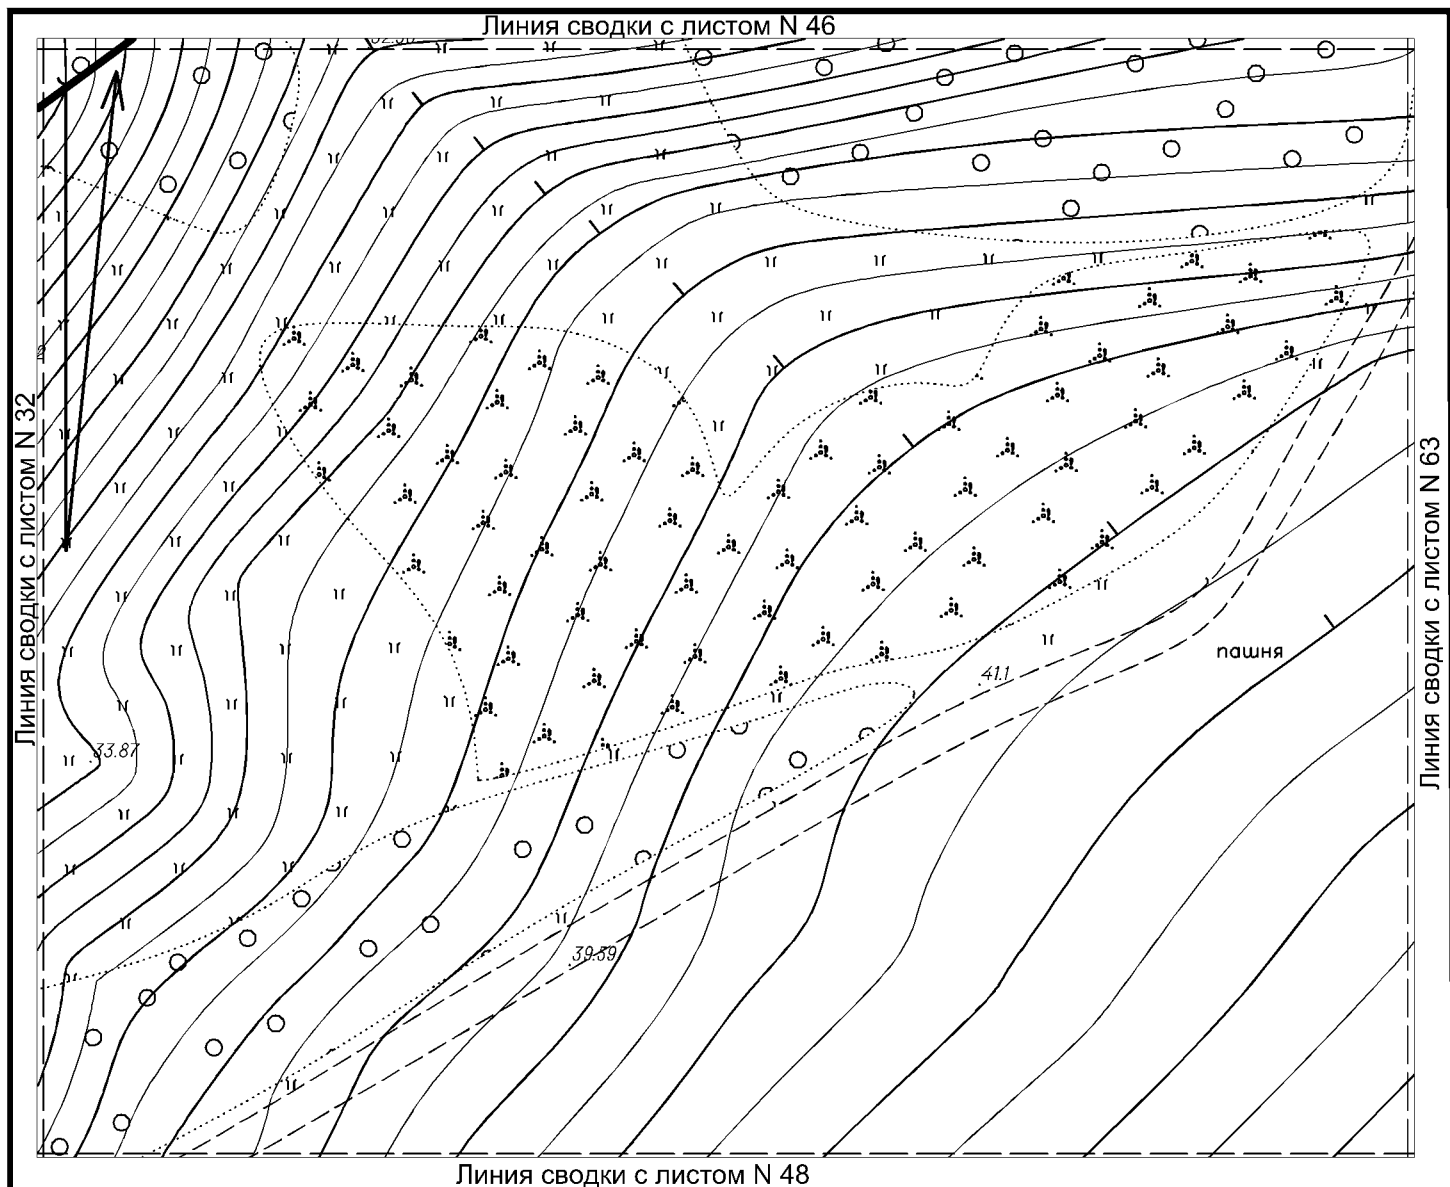 Линия сводки с листом N 46
Линия сводки с листом N 32
Линия сводки с листом N 63
пашня
41.1
33.87
39.39
Линия сводки с листом N 48